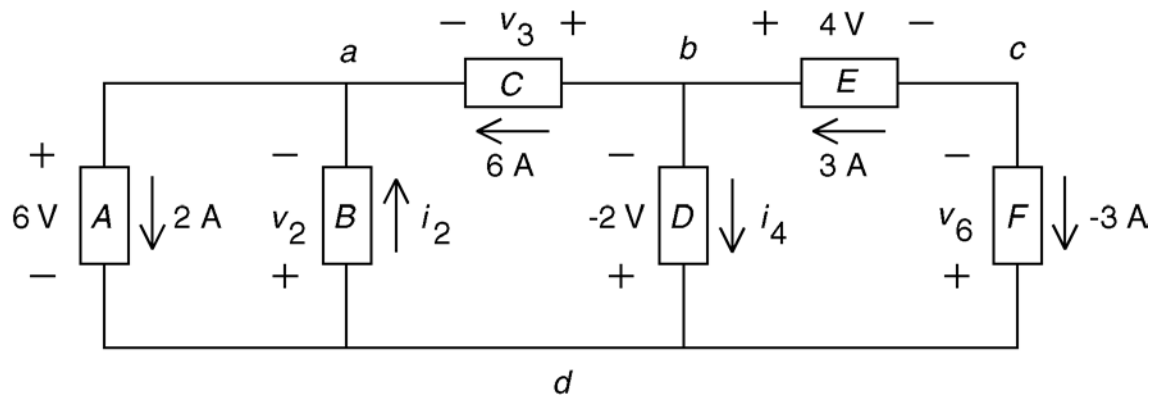 − v3 + + 4 V −
a b c
C E
6 A 3 A
+ − − −
6 V A 2 A v2 B i2 -2 V D i4 v6 F -3 A
− + + +
d